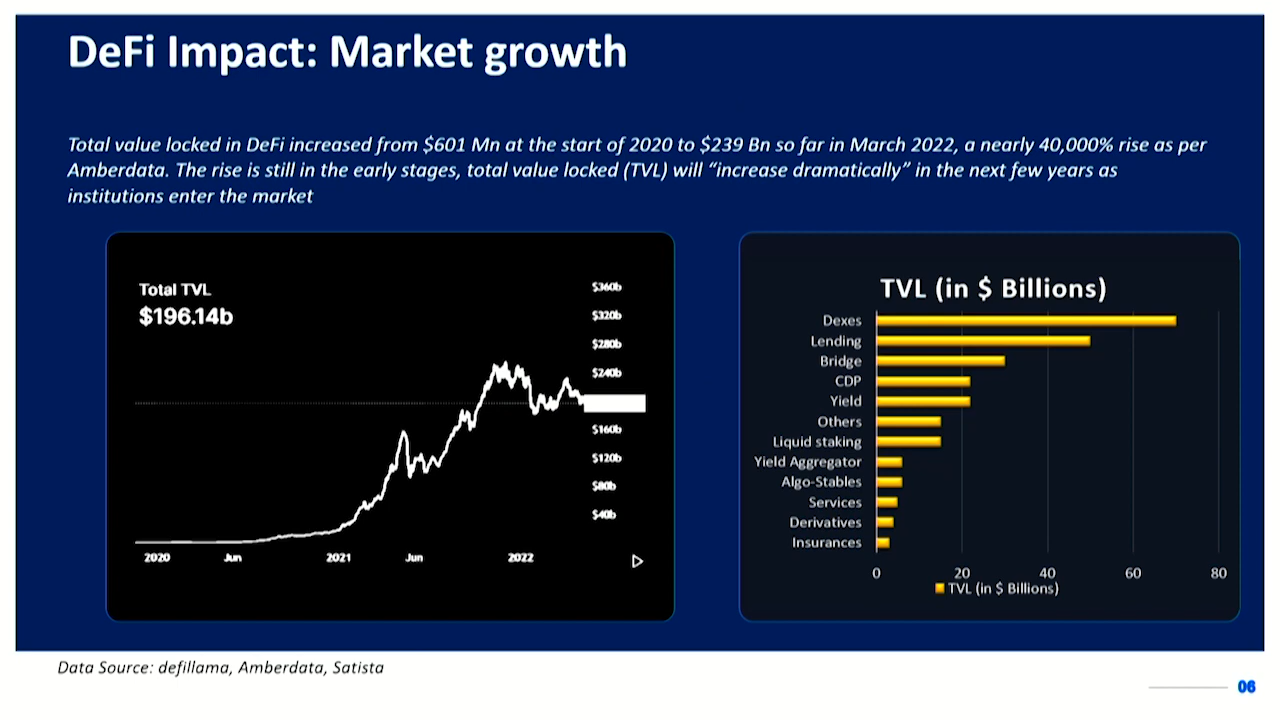 DeFi Impact: Market growth
Total value locked in DeFi increased from $601 Mn at the start of 2020 to $239 Bn so far in March 2022, a nearly 40,000% rise as per
Amberdata. The rise is still in the early stages, total value locked (TVL) will “increase dramatically” in the next few years as
institutions enter the market
Total TVL
$196.14b
$360b
$320b
$280b
$240b
$160b
$120b
$80b
$40b
2020 Jun 2021 Jun 2022
TVL (in $ Billions)
Dexes
Lending
Bridge
CDP
Yield
Others
Liquid staking
Yield Aggregator
Algo-Stables
Services
Derivatives
Insurances
0 20 40 60 80
TVL (in $ Billions)
Data Source: defillama, Amberdata, Satista
06